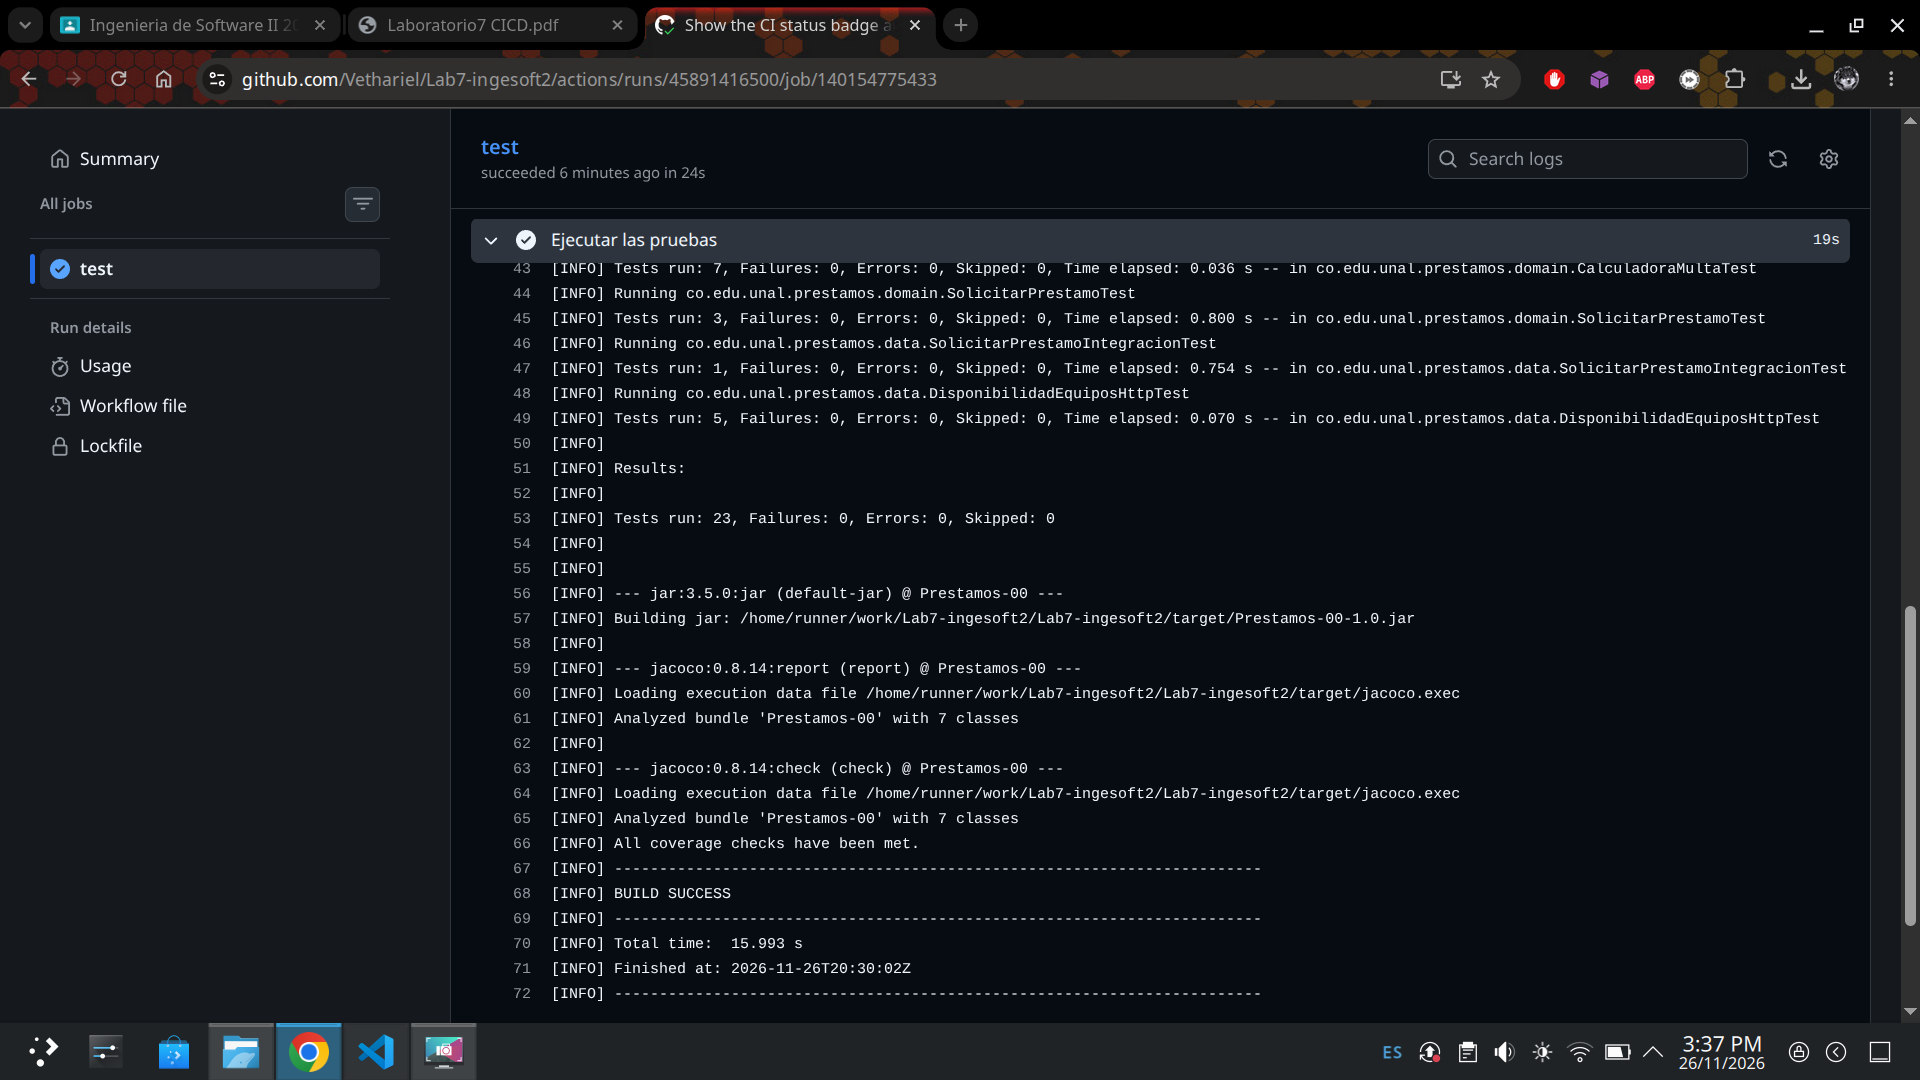 Ingenieria de Software II 20
Laboratorio7 CICD.pdf
Show the CI status badge a
github.com/Vethariel/Lab7-ingesoft2/actions/runs/45891416500/job/140154775433
ABP
Summary
All jobs
test
Run details
Usage
Workflow file
Lockfile
test
succeeded 6 minutes ago in 24s
Search logs
Ejecutar las pruebas
19s
43 [INFO] Tests run: 7, Failures: 0, Errors: 0, Skipped: 0, Time elapsed: 0.036 s -- in co.edu.unal.prestamos.domain.CalculadoraMultaTest
44 [INFO] Running co.edu.unal.prestamos.domain.SolicitarPrestamoTest
45 [INFO] Tests run: 3, Failures: 0, Errors: 0, Skipped: 0, Time elapsed: 0.800 s -- in co.edu.unal.prestamos.domain.SolicitarPrestamoTest
46 [INFO] Running co.edu.unal.prestamos.data.SolicitarPrestamoIntegracionTest
47 [INFO] Tests run: 1, Failures: 0, Errors: 0, Skipped: 0, Time elapsed: 0.754 s -- in co.edu.unal.prestamos.data.SolicitarPrestamoIntegracionTest
48 [INFO] Running co.edu.unal.prestamos.data.DisponibilidadEquiposHttpTest
49 [INFO] Tests run: 5, Failures: 0, Errors: 0, Skipped: 0, Time elapsed: 0.070 s -- in co.edu.unal.prestamos.data.DisponibilidadEquiposHttpTest
50 [INFO]
51 [INFO] Results:
52 [INFO]
53 [INFO] Tests run: 23, Failures: 0, Errors: 0, Skipped: 0
54 [INFO]
55 [INFO]
56 [INFO] --- jar:3.5.0:jar (default-jar) @ Prestamos-00 ---
57 [INFO] Building jar: /home/runner/work/Lab7-ingesoft2/Lab7-ingesoft2/target/Prestamos-00-1.0.jar
58 [INFO]
59 [INFO] --- jacoco:0.8.14:report (report) @ Prestamos-00 ---
60 [INFO] Loading execution data file /home/runner/work/Lab7-ingesoft2/Lab7-ingesoft2/target/jacoco.exec
61 [INFO] Analyzed bundle 'Prestamos-00' with 7 classes
62 [INFO]
63 [INFO] --- jacoco:0.8.14:check (check) @ Prestamos-00 ---
64 [INFO] Loading execution data file /home/runner/work/Lab7-ingesoft2/Lab7-ingesoft2/target/jacoco.exec
65 [INFO] Analyzed bundle 'Prestamos-00' with 7 classes
66 [INFO] All coverage checks have been met.
67 [INFO] ------------------------------------------------------------------------
68 [INFO] BUILD SUCCESS
69 [INFO] ------------------------------------------------------------------------
70 [INFO] Total time:  15.993 s
71 [INFO] Finished at: 2026-11-26T20:30:02Z
72 [INFO] ------------------------------------------------------------------------
ES
3:37 PM
26/11/2026